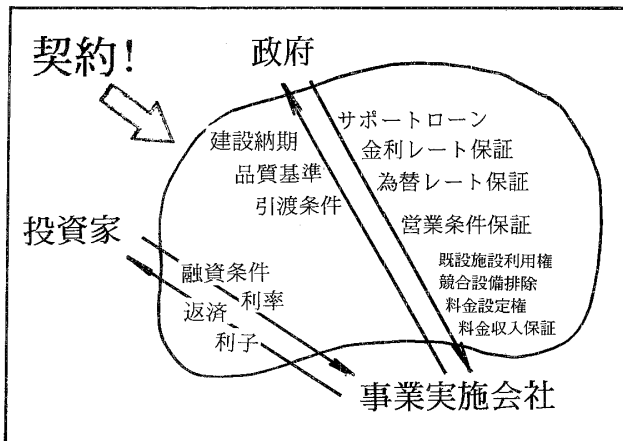 契約!
政府
建設納期
品質基準
引渡条件
サポートローン
金利レート保証
為替レート保証
営業条件保証
既設施設利用権
競合設備排除
料金設定権
料金収入保証
投資家
融資条件
利率
返済
利子
事業実施会社